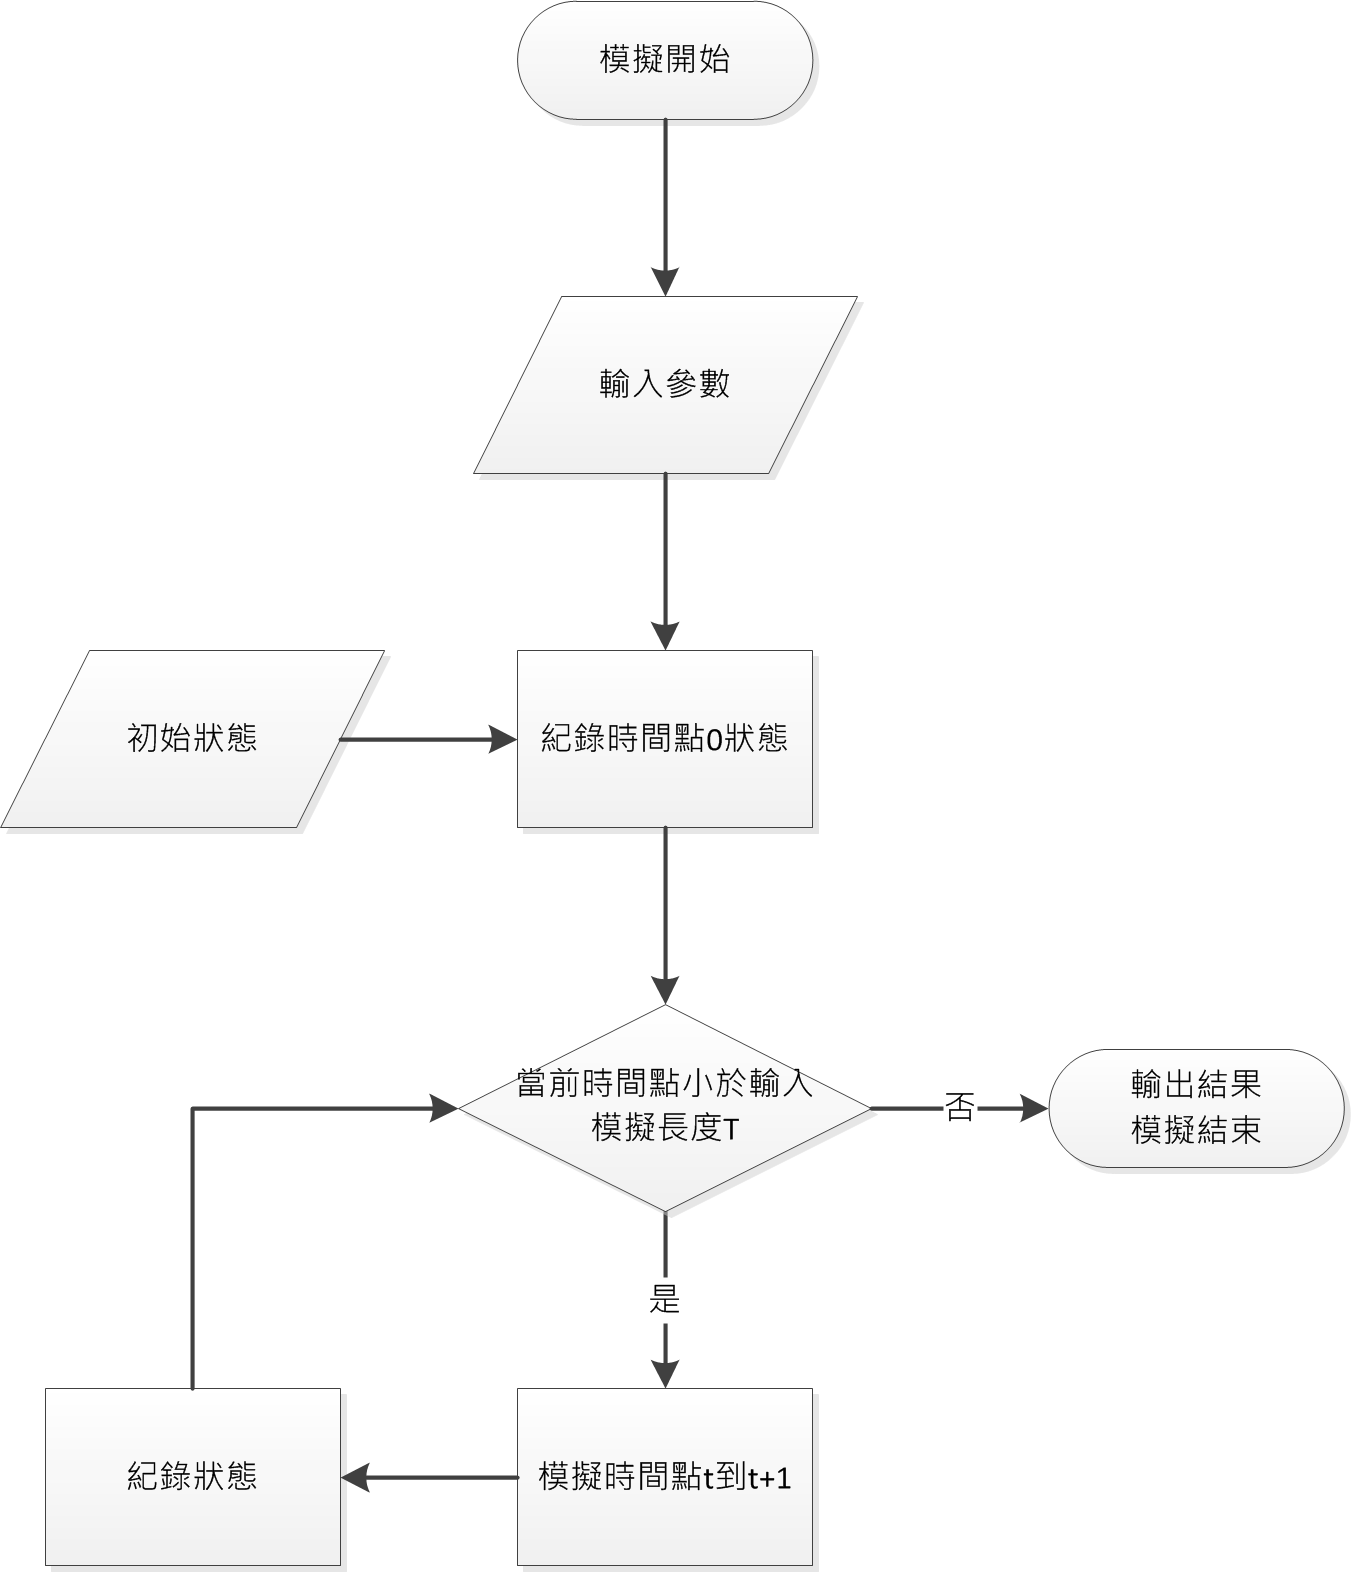 模擬開始
輸入參數
初始狀態
紀錄時間點0狀態
當前時間點小於輸入
模擬長度T
否
輸出結果
模擬結束
是
紀錄狀態
模擬時間點t到t+1